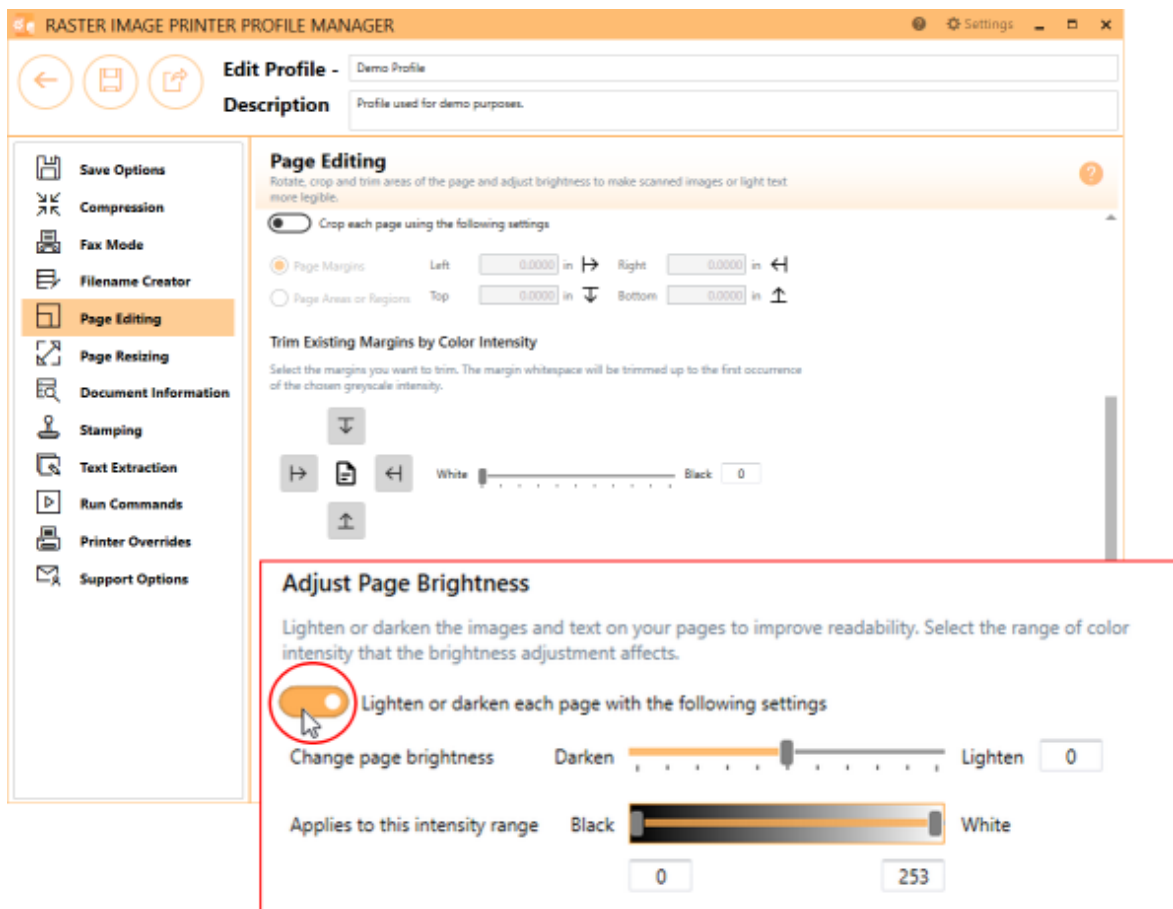 RASTER IMAGE PRINTER PROFILE MANAGER
Settings
Edit Profile - Demo Profile
Description Profile used for demo purposes.
Save Options
Compression
Fax Mode
Filename Creator
Page Editing
Page Resizing
Document Information
Stamping
Text Extraction
Run Commands
Printer Overrides
Support Options
Page Editing
Rotate, crop and trim areas of the page and adjust brightness to make scanned images or light text
more legible.
?
Crop each page using the following settings
Page Margins Left 0.0000 in Right 0.0000 in
Page Areas or Regions Top 0.0000 in Bottom 0.0000 in
Trim Existing Margins by Color Intensity
Select the margins you want to trim. The margin whitespace will be trimmed up to the first occurrence
of the chosen greyscale intensity.
White Black 0
Adjust Page Brightness
Lighten or darken the images and text on your pages to improve readability. Select the range of color
intensity that the brightness adjustment affects.
Lighten or darken each page with the following settings
Change page brightness Darken Lighten 0
Applies to this intensity range Black White
0 253